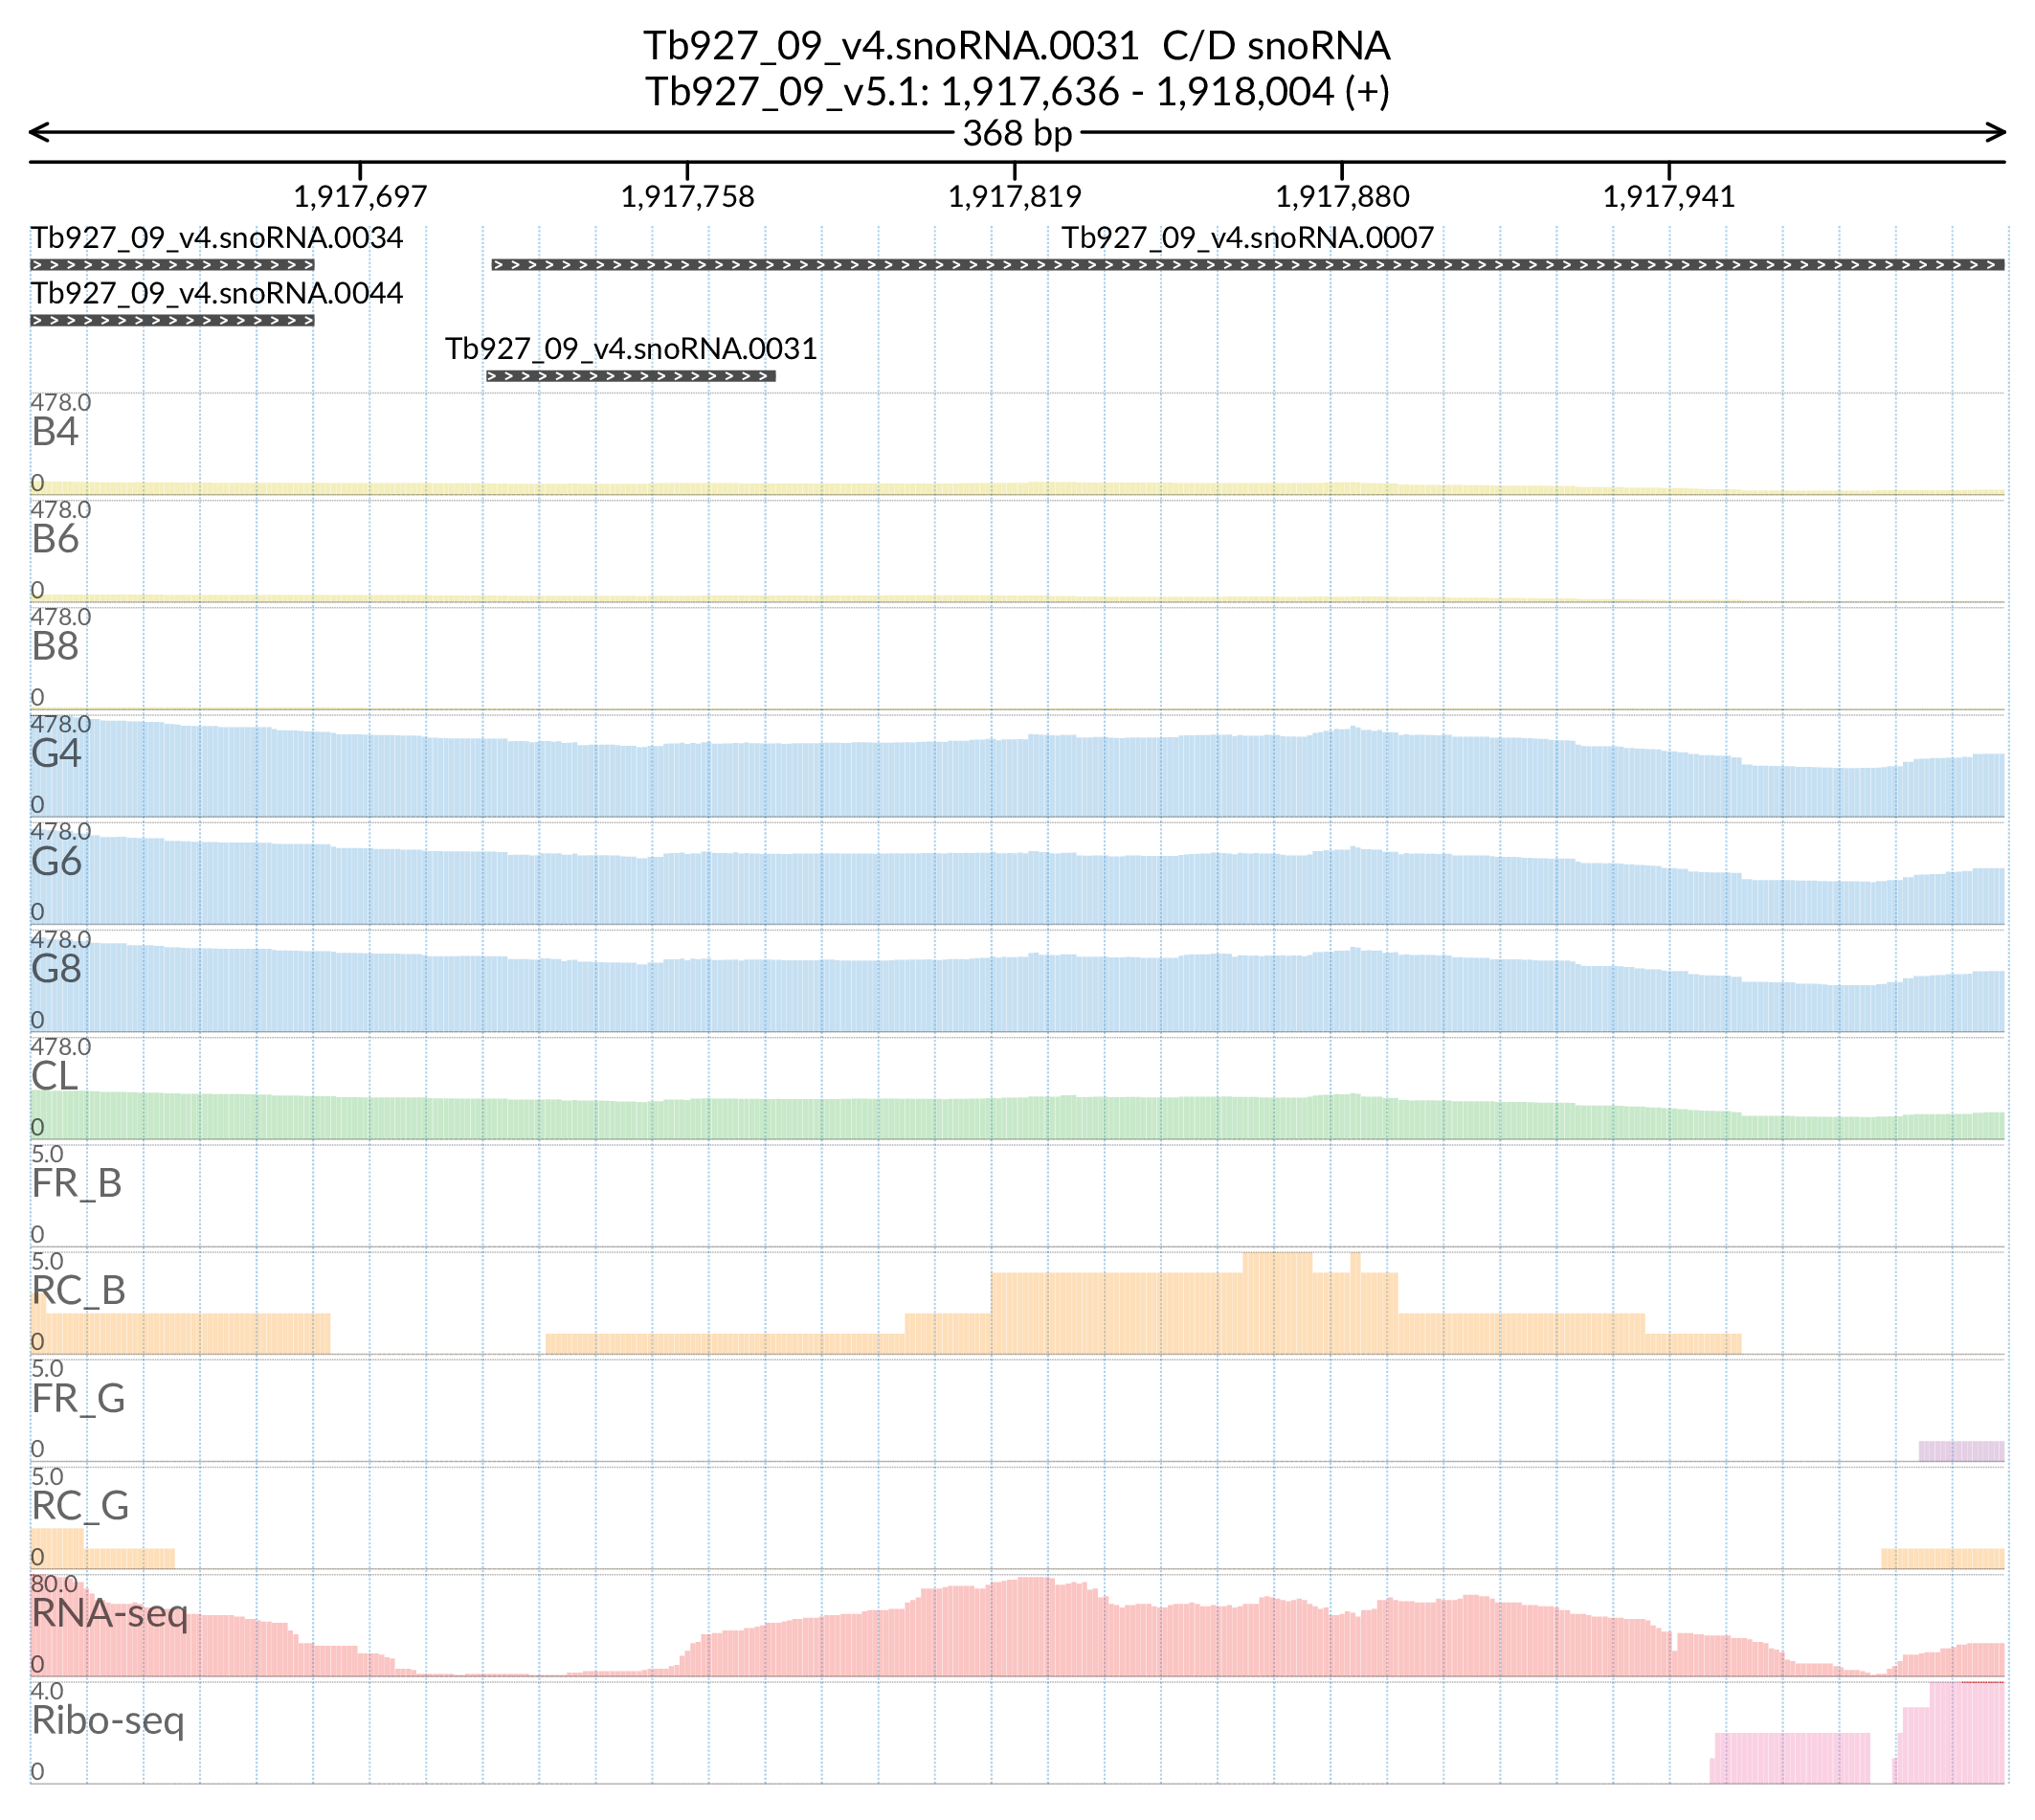 Tb927_09_v4.snoRNA.0031 C/D snoRNA
Tb927_09_v5.1: 1,917,636 - 1,918,004 (+)
368 bp
1,917,697 1,917,758 1,917,819 1,917,880 1,917,941
Tb927_09_v4.snoRNA.0034 Tb927_09_v4.snoRNA.0007
Tb927_09_v4.snoRNA.0044
Tb927_09_v4.snoRNA.0031
478.0
B4
0
478.0
B6
0
478.0
B8
0
478.0
G4
0
478.0
G6
0
478.0
G8
0
478.0
CL
0
5.0
FR_B
0
5.0
RC_B
0
5.0
FR_G
0
5.0
RC_G
0
80.0
RNA-seq
0
4.0
Ribo-seq
0